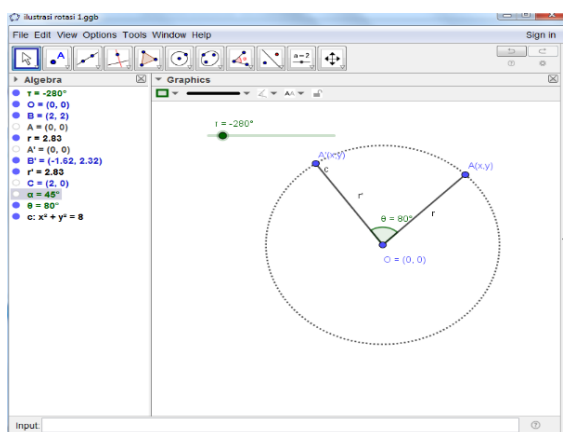 ilustrasi rotasi 1.ggb
File Edit View Options Tools Window Help Sign in
A a=2
Algebra
Graphics
τ = -280°
O = (0, 0)
B = (2, 2)
A = (0, 0)
r = 2.83
A' = (0, 0)
B' = (-1.62, 2.32)
r' = 2.83
C = (2, 0)
α = 45°
θ = 80°
c: x² + y² = 8
AA
τ = -280°
A'(x;y)
A(x,y)
c
r'
θ = 80°
r
O = (0, 0)
Input: